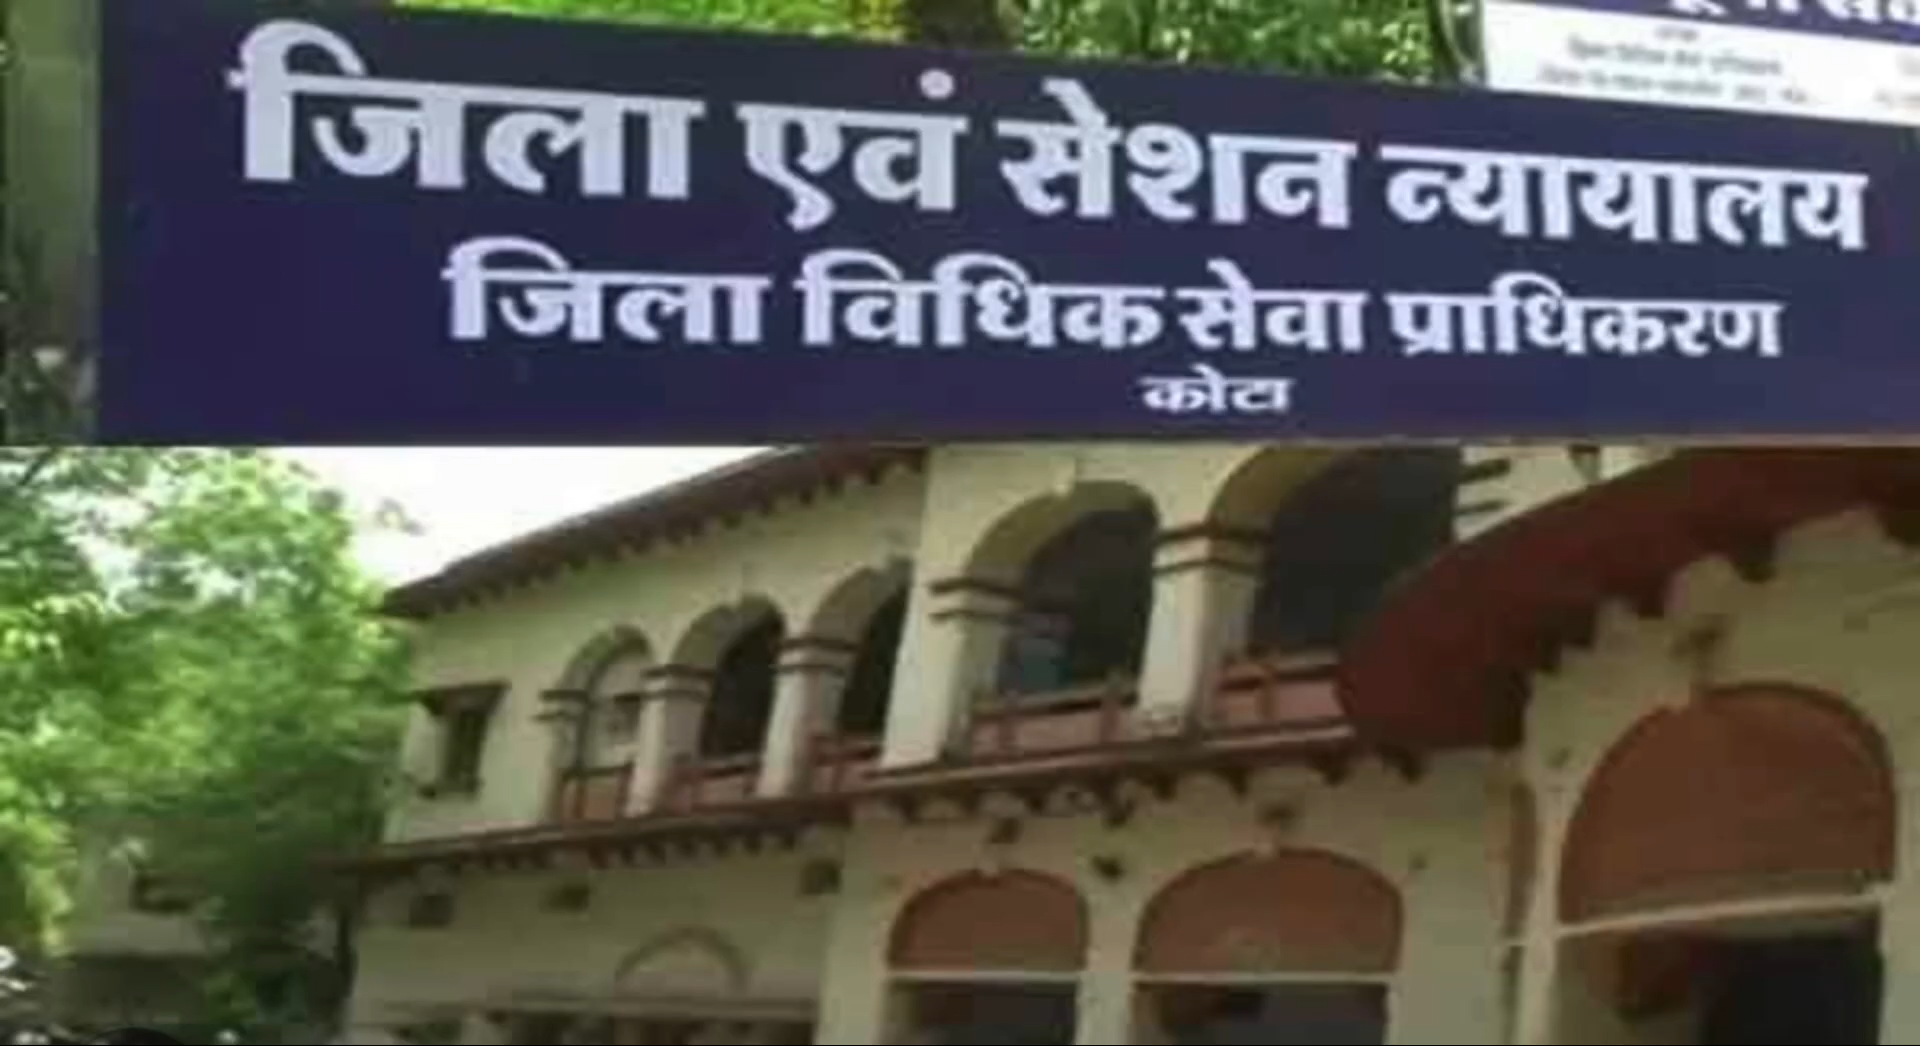 जिला एवं सेशन न्यायालय
जिला विधिक सेवा प्राधिकरण
कोटा